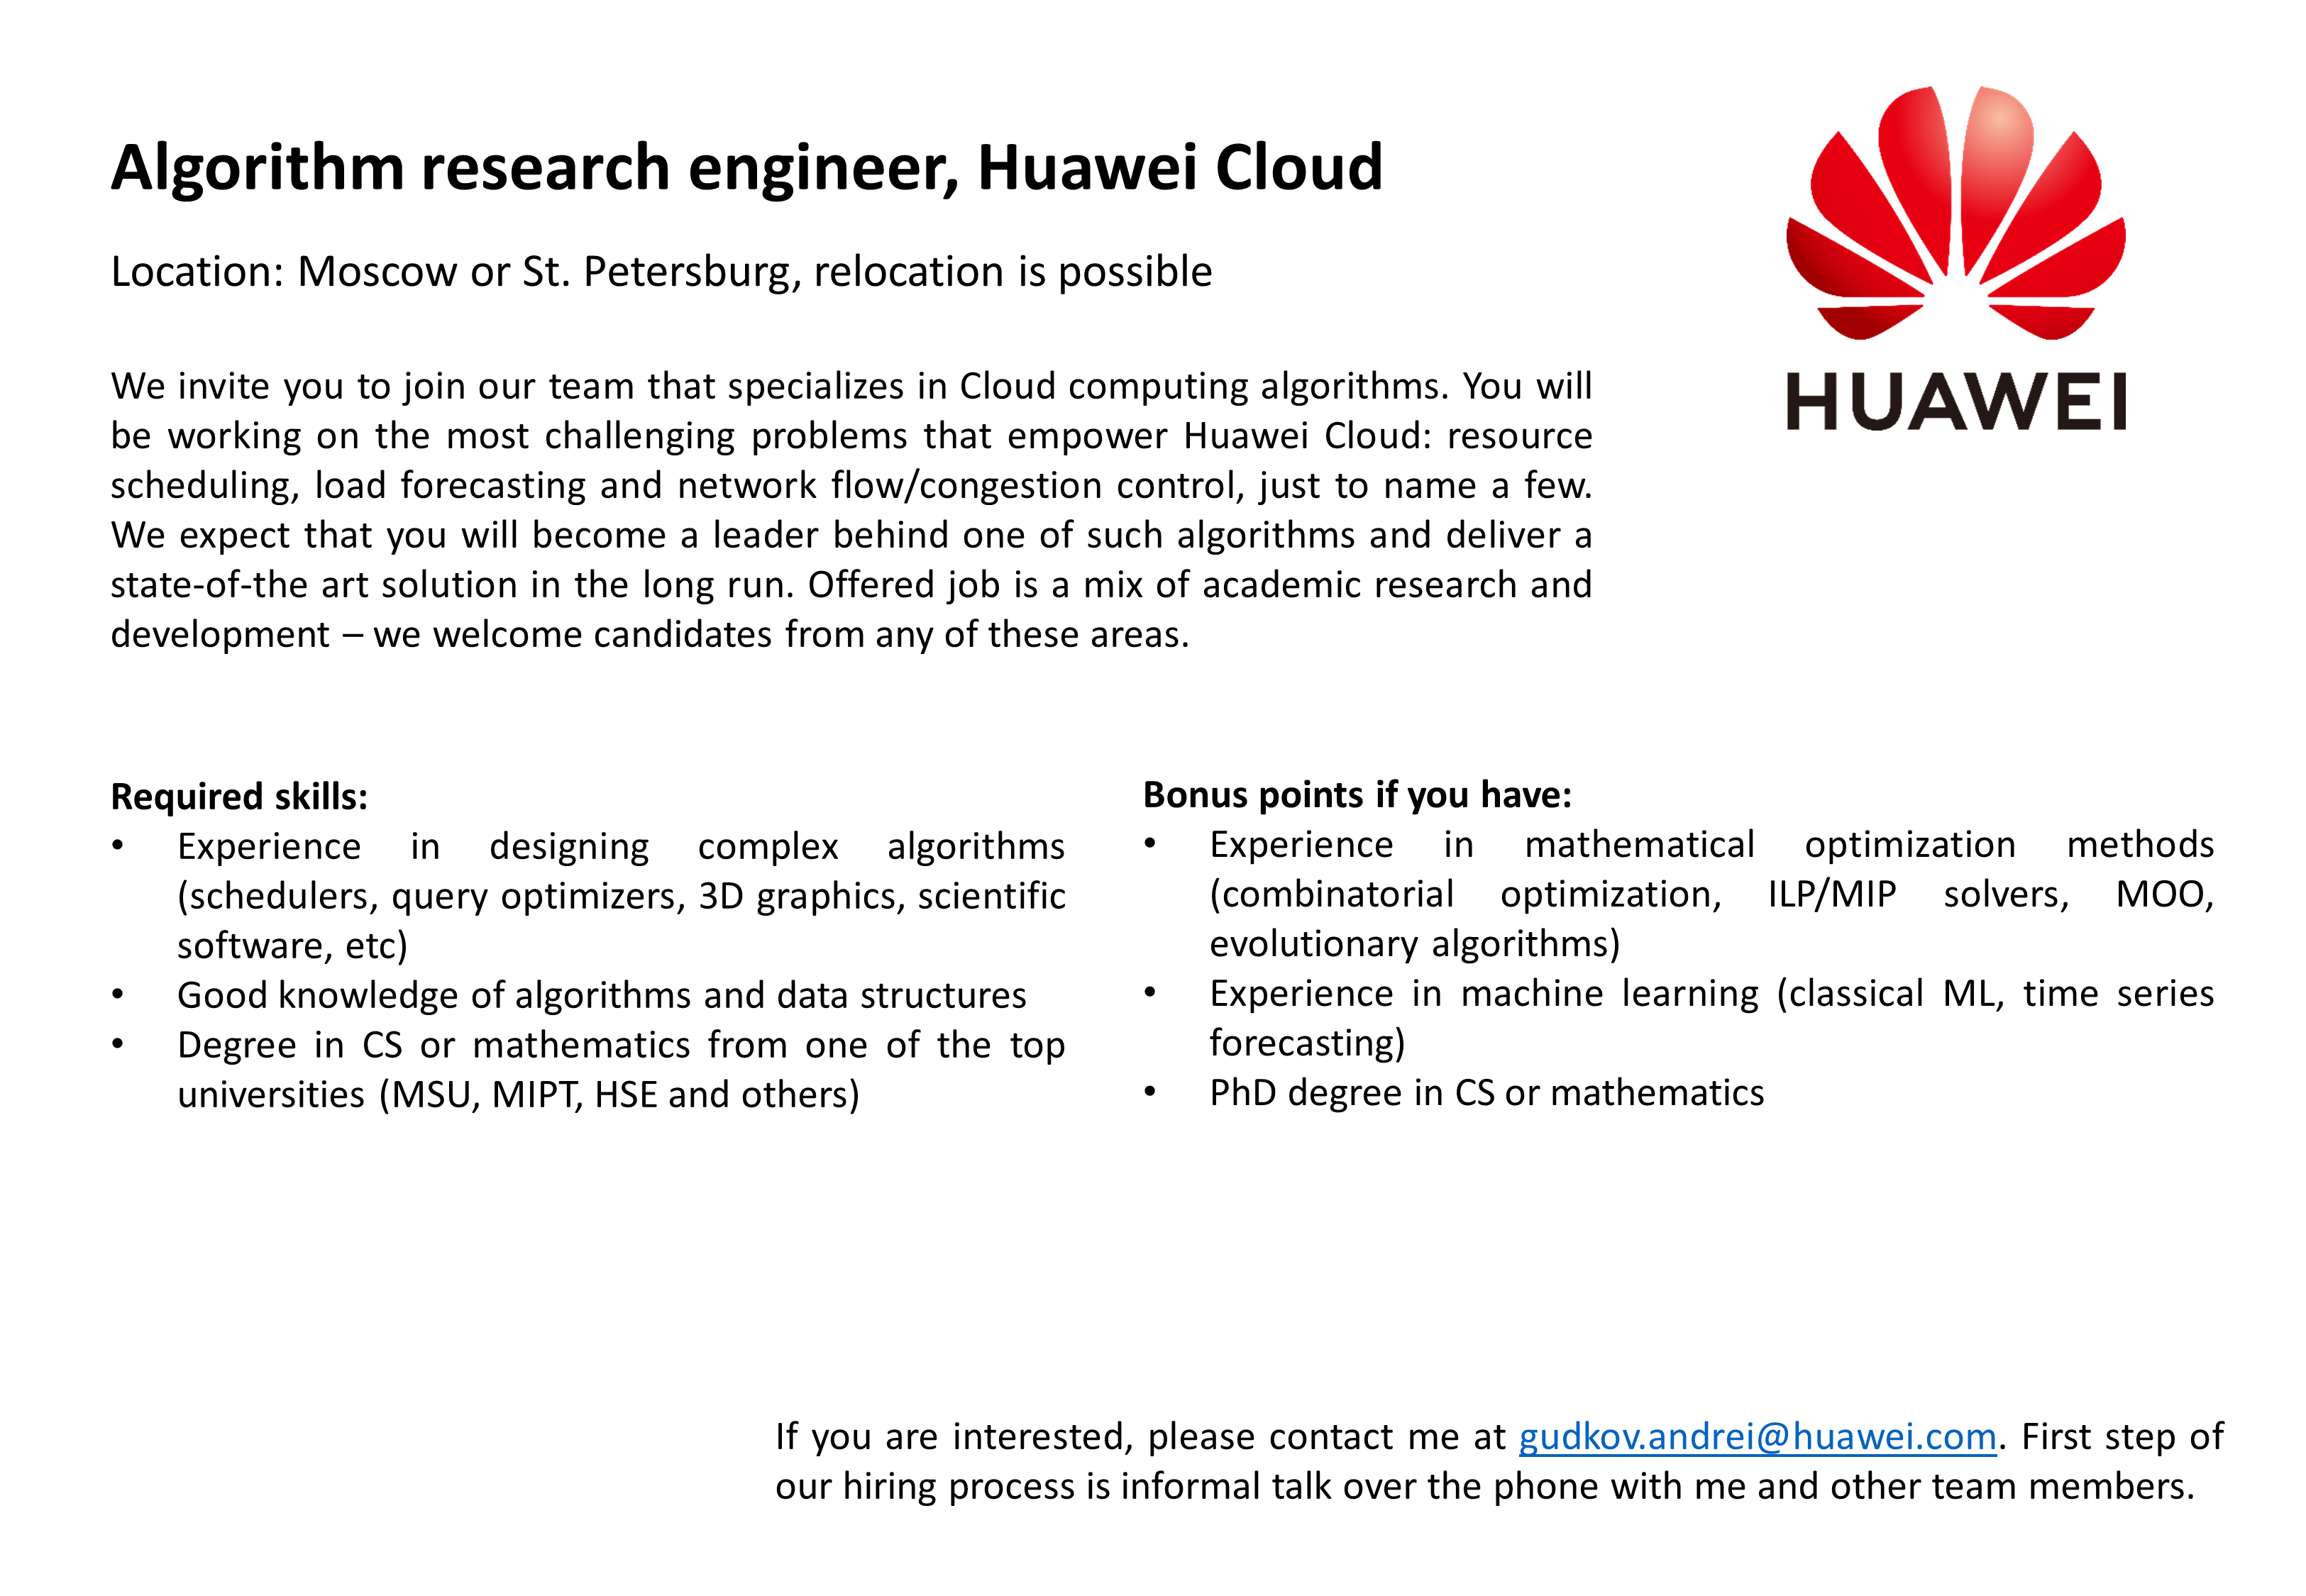 Algorithm research engineer, Huawei Cloud
Location: Moscow or St. Petersburg, relocation is possible
HUAWEI
We invite you to join our team that specializes in Cloud computing algorithms. You will
be working on the most challenging problems that empower Huawei Cloud: resource
scheduling, load forecasting and network flow/congestion control, just to name a few.
We expect that you will become a leader behind one of such algorithms and deliver a
state-of-the art solution in the long run. Offered job is a mix of academic research and
development – we welcome candidates from any of these areas.
Required skills:
• Experience in designing complex algorithms
(schedulers, query optimizers, 3D graphics, scientific
software, etc)
• Good knowledge of algorithms and data structures
• Degree in CS or mathematics from one of the top
universities (MSU, MIPT, HSE and others)
Bonus points if you have:
• Experience in mathematical optimization methods
(combinatorial optimization, ILP/MIP solvers, MOO,
evolutionary algorithms)
• Experience in machine learning (classical ML, time series
forecasting)
• PhD degree in CS or mathematics
If you are interested, please contact me at gudkov.andrei@huawei.com. First step of
our hiring process is informal talk over the phone with me and other team members.